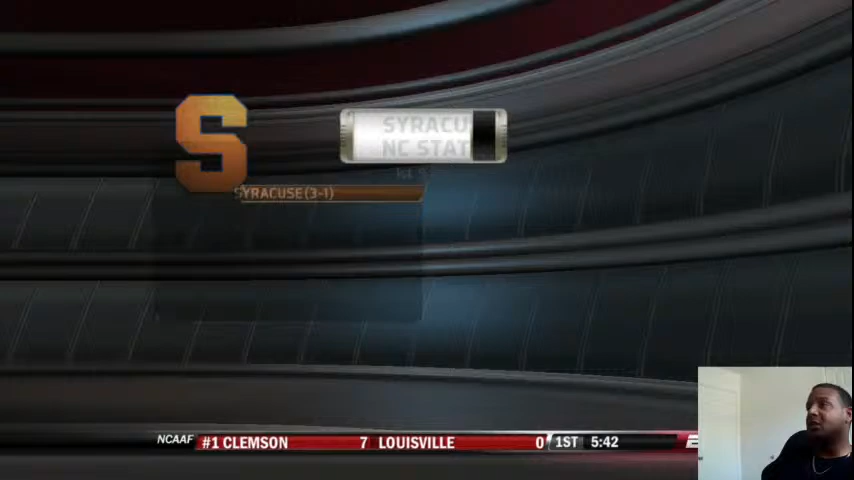 S
SYRACU
NC STAT
SYRACUSE (3-1)
NCAAF #1 CLEMSON 7 LOUISVILLE 0 1ST 5:42